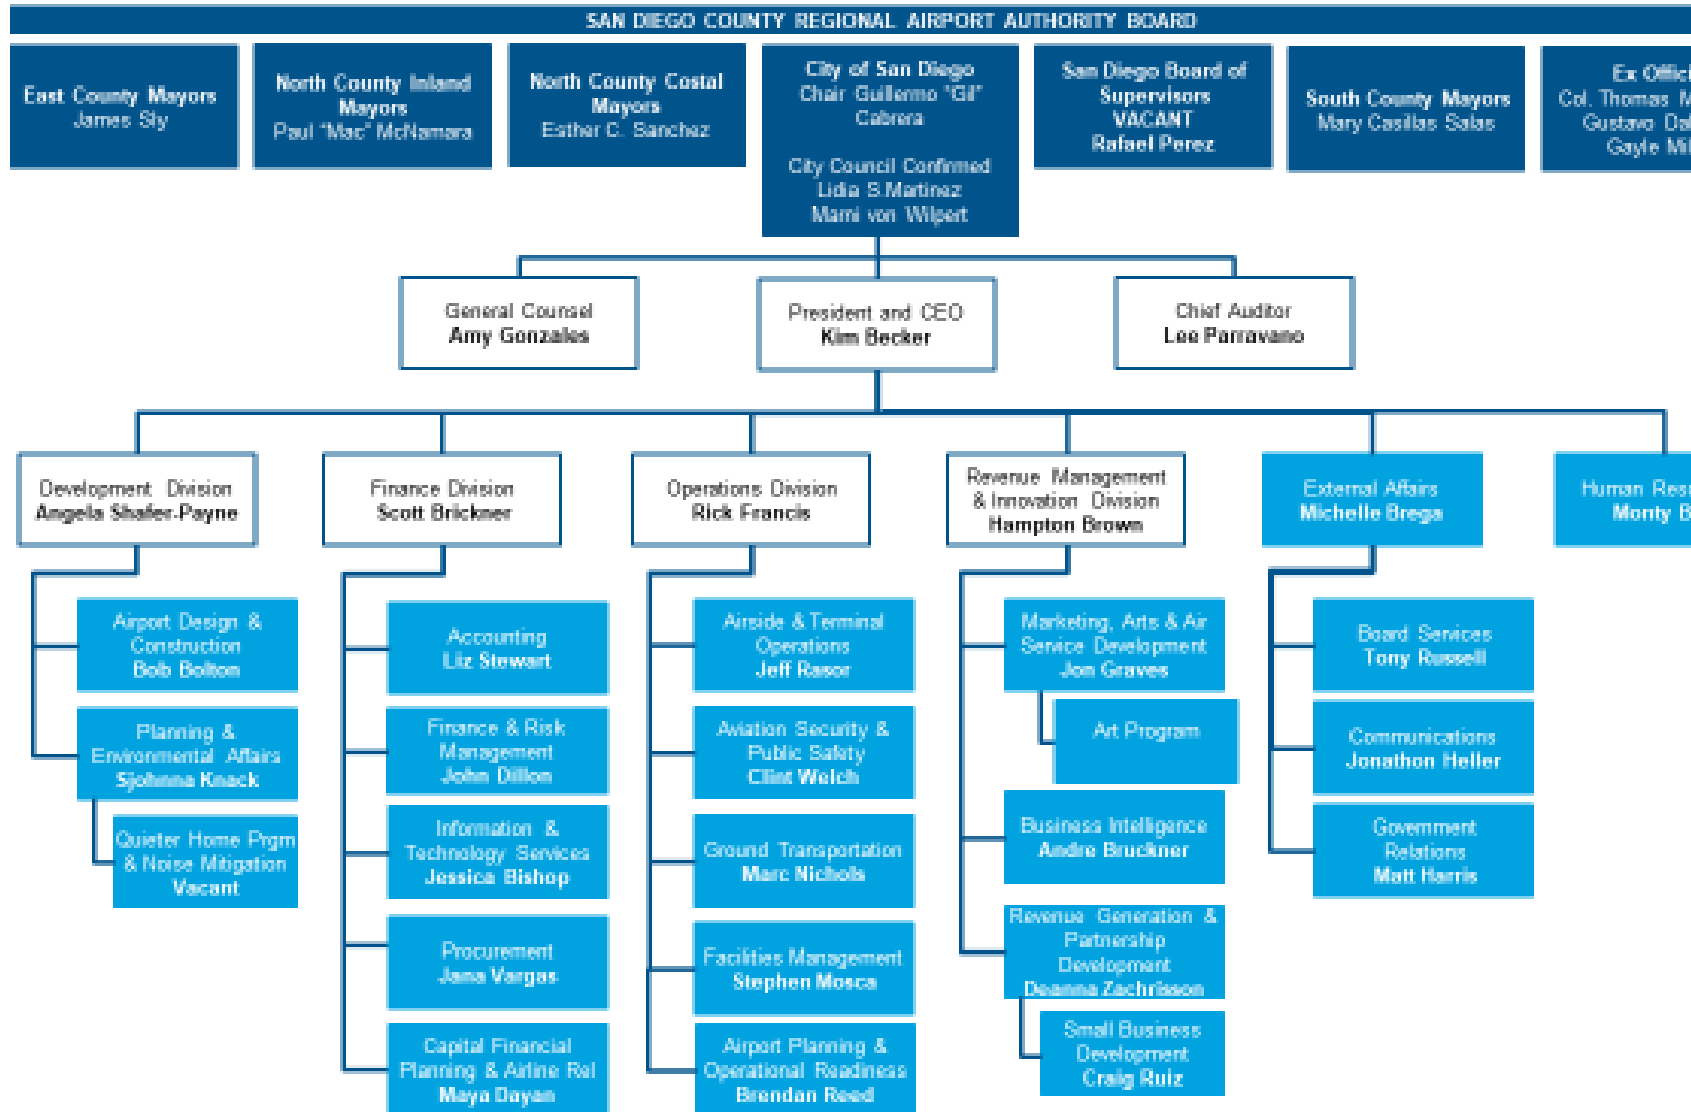 SAN DIEGO COUNTY REGIONAL AIRPORT AUTHORITY BOARD
East County Mayors
James Sly
North County Inland
Mayors
Paul "Mac" McNamara
North County Costal
Mayors
Esther C. Sanchez
City of San Diego
Chair Guillermo "Gil"
Cabrera
City Council Confirmed
Lidia S.Martinez
Marni von Wilpert
San Diego Board of
Supervisors
VACANT
Rafael Perez
South County Mayors
Mary Casillas Salas
Ex
Col. Thomas
Gustavo
Gayle
General Counsel
Amy Gonzales
President and CEO
Kim Becker
Chief Auditor
Lee Parravano
Development Division
Angela Shafer-Payne
Finance Division
Scott Brickner
Operations Division
Rick Francis
Revenue Management
& Innovation Division
Hampton Brown
External Affairs
Michelle Brega
Human
Monty
Airport Design &
Construction
Bob Bolton
Planning &
Environmental Affairs
Sjohnna Knack
Quieter Home Prgm
& Noise Mitigation
Vacant
Accounting
Liz Stewart
Finance & Risk
Management
John Dillon
Information &
Technology Services
Jessica Bishop
Procurement
Jana Vargas
Capital Financial
Planning & Airline Rel
Maya Dayan
Airside & Terminal
Operations
Jeff Rasor
Aviation Security &
Public Safety
Clint Welch
Ground Transportation
Marc Nichols
Facilities Management
Stephen Mosca
Airport Planning &
Operational Readiness
Brendan Reed
Marketing, Arts & Air
Service Development
Jon Graves
Art Program
Business Intelligence
Andre Bruckner
Revenue Generation &
Partnership
Development
Deanna Zachrisson
Small Business
Development
Craig Ruiz
Board Services
Tony Russell
Communications
Jonathon Heller
Government
Relations
Matt Harris